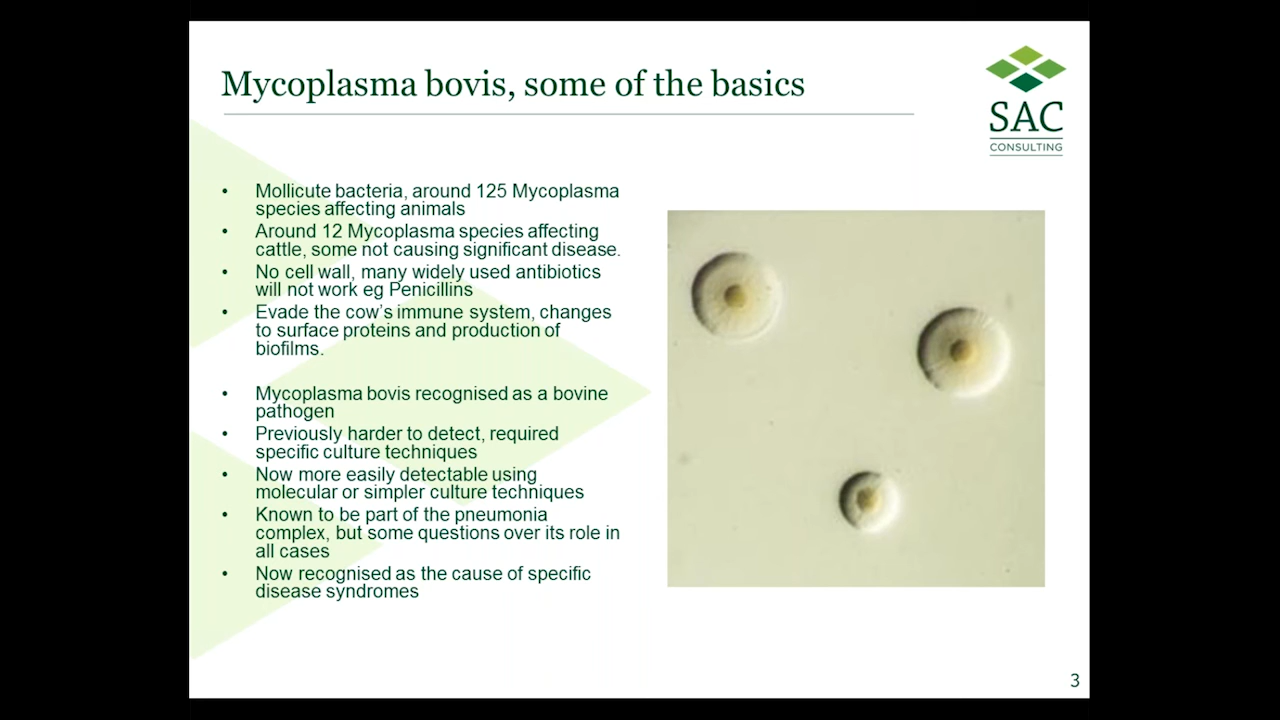 Mycoplasma bovis, some of the basics
SAC
CONSULTING
• Mollicute bacteria, around 125 Mycoplasma
species affecting animals
• Around 12 Mycoplasma species affecting
cattle, some not causing significant disease.
• No cell wall, many widely used antibiotics
will not work eg Penicillins
• Evade the cow's immune system, changes
to surface proteins and production of
biofilms.
• Mycoplasma bovis recognised as a bovine
pathogen
• Previously harder to detect, required
specific culture techniques
• Now more easily detectable using
molecular or simpler culture techniques
• Known to be part of the pneumonia
complex, but some questions over its role in
all cases
• Now recognised as the cause of specific
disease syndromes
3